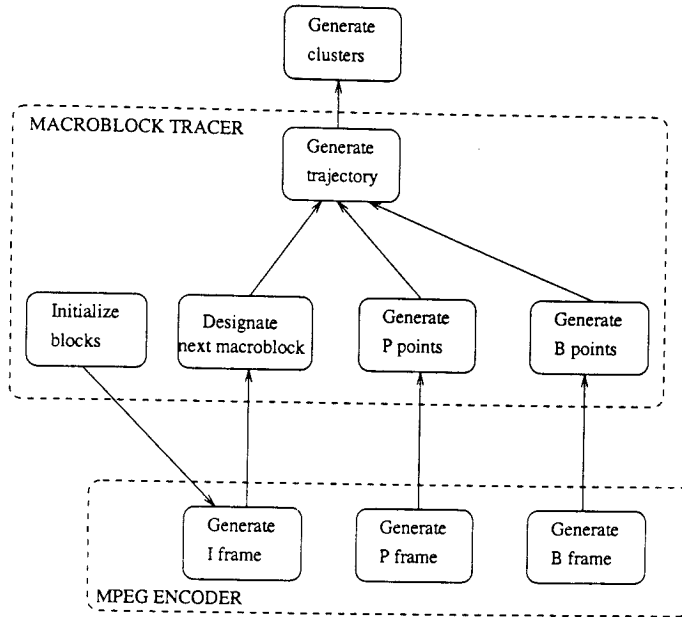 Generate
clusters
MACROBLOCK TRACER
Generate
trajectory
Initialize
blocks
Designate
next macroblock
Generate
P points
Generate
B points
Generate
I frame
Generate
P frame
Generate
B frame
MPEG ENCODER